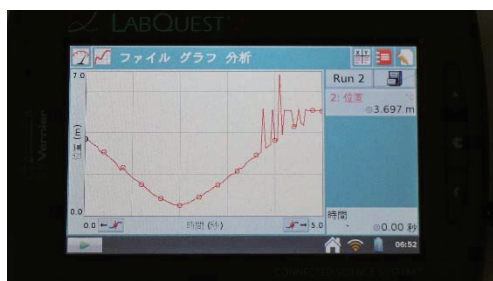 LABQUEST
ファイル グラフ 分析
Run 2
7.0
2: 位置
3.697 m
位置 (m)
0.0
0.0
時間 (秒)
5.0
時間
0.00 秒
06:52
Vernier